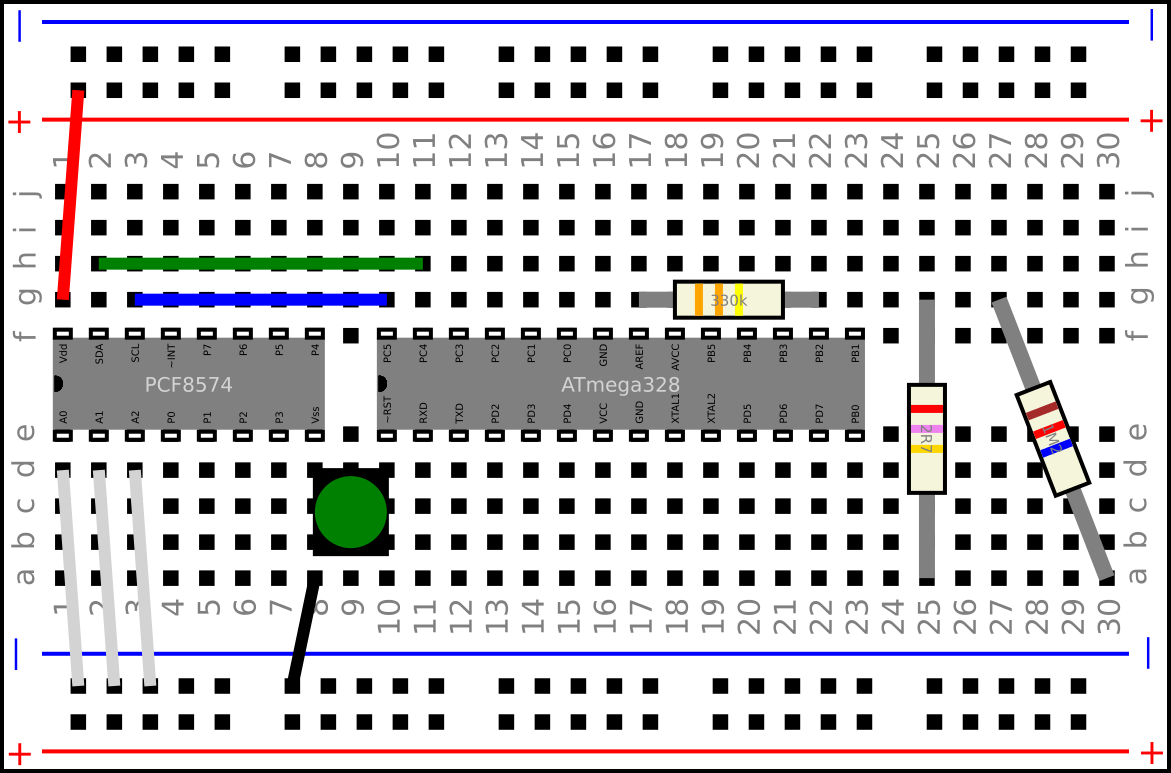 1 2 3 4 5 6 7 8 9 10 11 12 13 14 15 16 17 18 19 20 21 22 23 24 25 26 27 28 29 30
j j
i i
h h
g g
330k
f f
Vdd SDA SCL ~INT P7 P6 P5 P4 PC5 PC4 PC3 PC2 PC1 PC0 GND AREF AVCC PB5 PB4 PB3 PB2 PB1
PCF8574 ATmega328
A0 A1 A2 P0 P1 P2 P3 Vss ~RST RXD TXD PD2 PD3 PD4 VCC GND XTAL1 XTAL2 PD5 PD6 PD7 PB0
2R7 1M2
e e
d d
c c
b b
a a
1 2 3 4 5 6 7 8 9 10 11 12 13 14 15 16 17 18 19 20 21 22 23 24 25 26 27 28 29 30